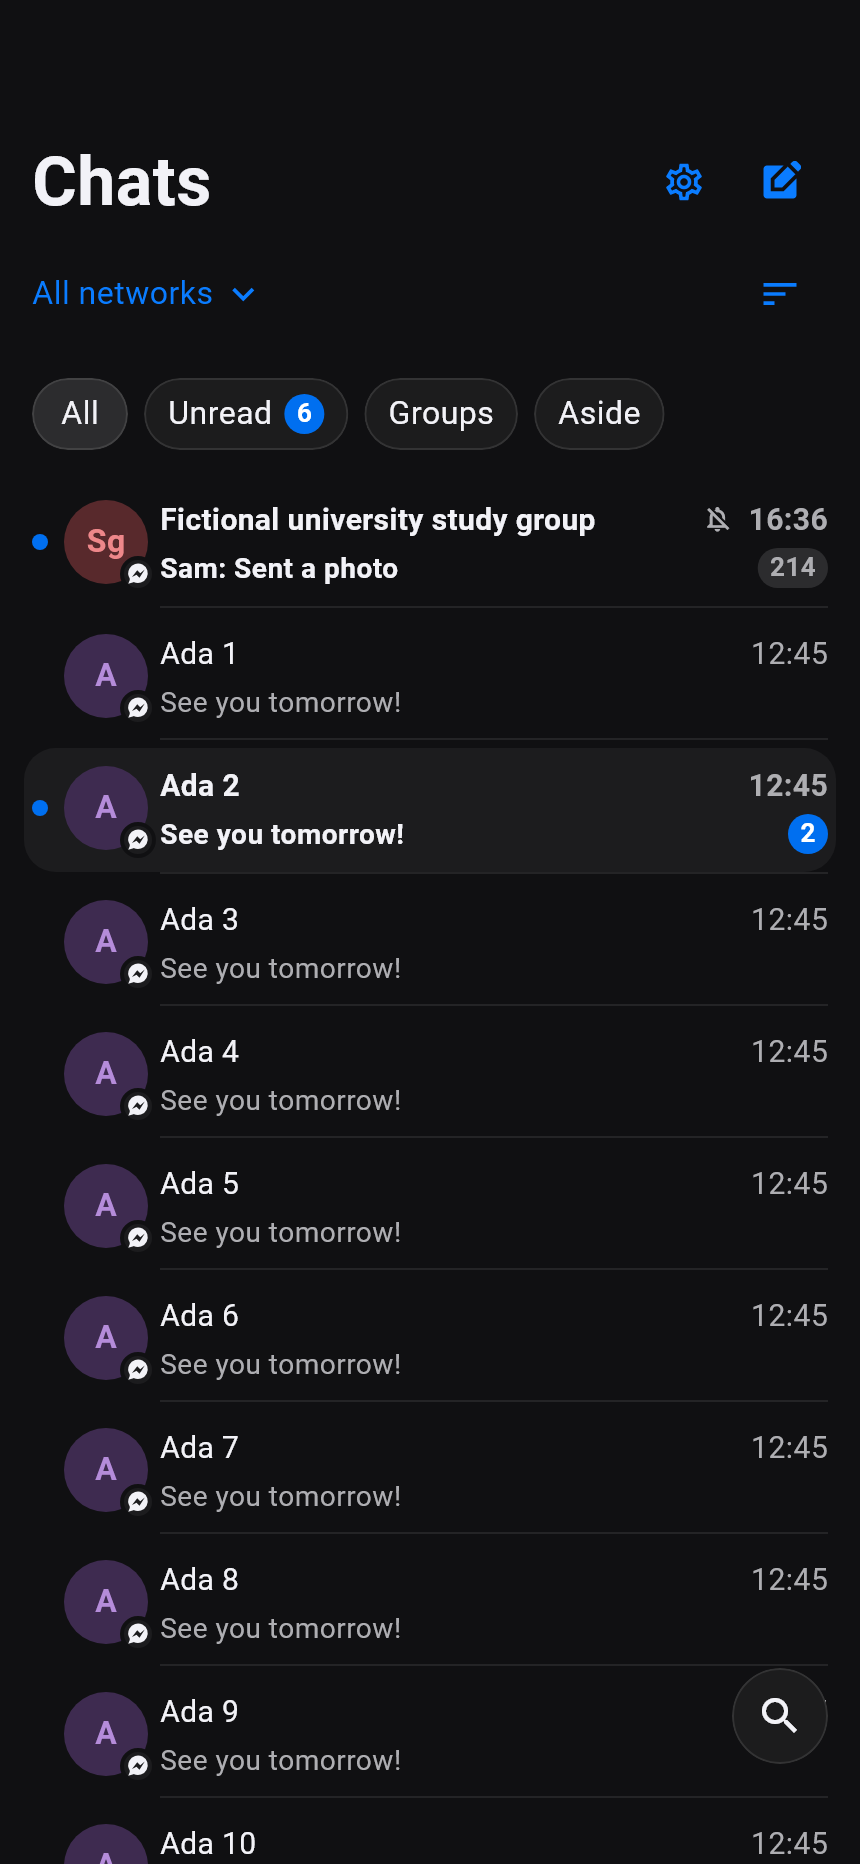 Chats
All networks
All
Unread 6
Groups
Aside
Sg
Fictional university study group
16:36
Sam: Sent a photo
214
A
Ada 1
12:45
See you tomorrow!
A
Ada 2
12:45
See you tomorrow!
2
A
Ada 3
12:45
See you tomorrow!
A
Ada 4
12:45
See you tomorrow!
A
Ada 5
12:45
See you tomorrow!
A
Ada 6
12:45
See you tomorrow!
A
Ada 7
12:45
See you tomorrow!
A
Ada 8
12:45
See you tomorrow!
A
Ada 9
See you tomorrow!
A
Ada 10
12:45